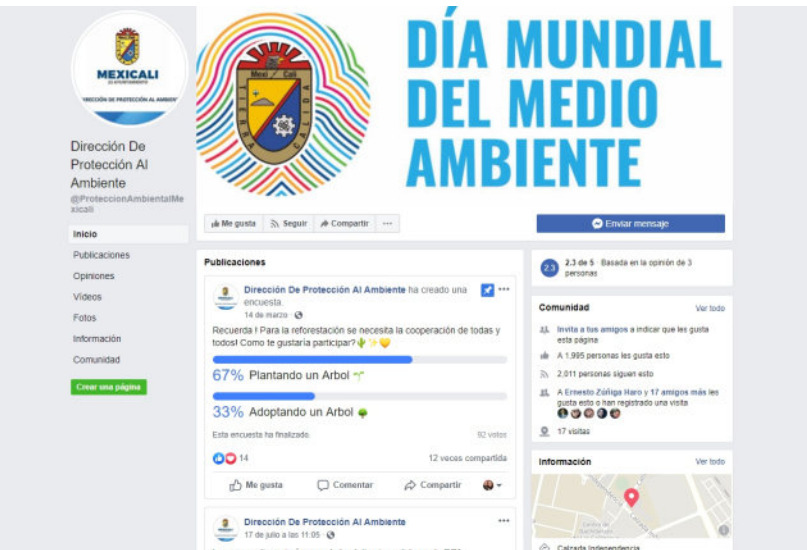 MEXICALI
DIRECCIÓN DE PROTECCIÓN AL AMBIENTE
Dirección De
Protección Al
Ambiente
@ProteccionAmbientalMe
xicali
Inicio
Publicaciones
Opiniones
Vídeos
Fotos
Información
Comunidad
Crear una página
Mexi Cali
TIERRA CALIDA
DÍA MUNDIAL
DEL MEDIO
AMBIENTE
Me gusta Seguir Compartir ···
Enviar mensaje
Publicaciones
Dirección De Protección Al Ambiente ha creado una
encuesta.
14 de marzo ·
Recuerda ! Para la reforestación se necesita la cooperación de todas y
todos! Como te gustaría participar?
67% Plantando un Arbol
33% Adoptando un Arbol
Esta encuesta ha finalizado. 92 votos
14 12 veces compartida
Me gusta Comentar Compartir
Dirección De Protección Al Ambiente
17 de julio a las 11:05 ·
2,3 2,3 de 5 · Basada en la opinión de 3
personas
Comunidad Ver todo
Invita a tus amigos a indicar que les gusta
esta página
A 1,995 personas les gusta esto
2,011 personas siguen esto
A Ernesto Zúñiga Haro y 17 amigos más les
gusta esto o han registrado una visita
17 visitas
Información Ver todo
Calzada Independencia